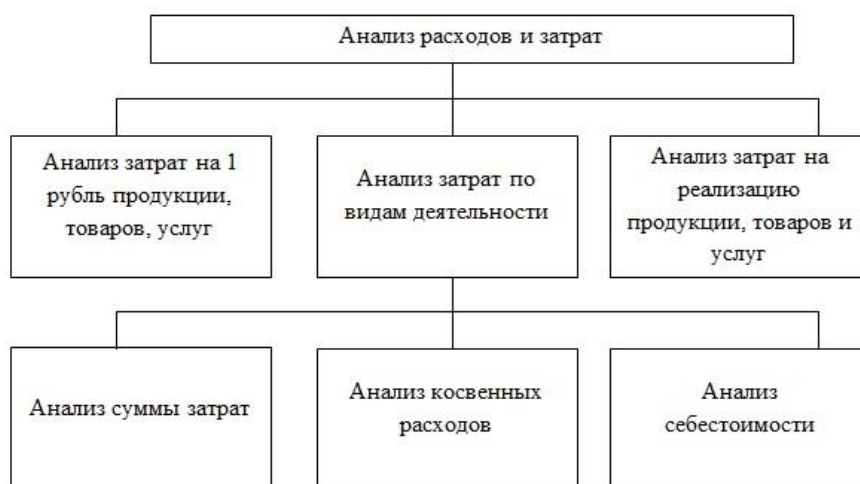 Анализ расходов и затрат
Анализ затрат на 1
рубль продукции,
товаров, услуг
Анализ затрат по
видам деятельности
Анализ затрат на
реализацию
продукции, товаров и
услуг
Анализ суммы затрат
Анализ косвенных
расходов
Анализ
себестоимости